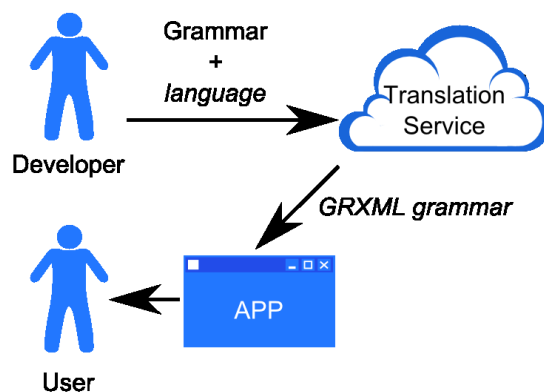 Grammar
+
language
Translation
Service
Developer
GRXML grammar
APP
User